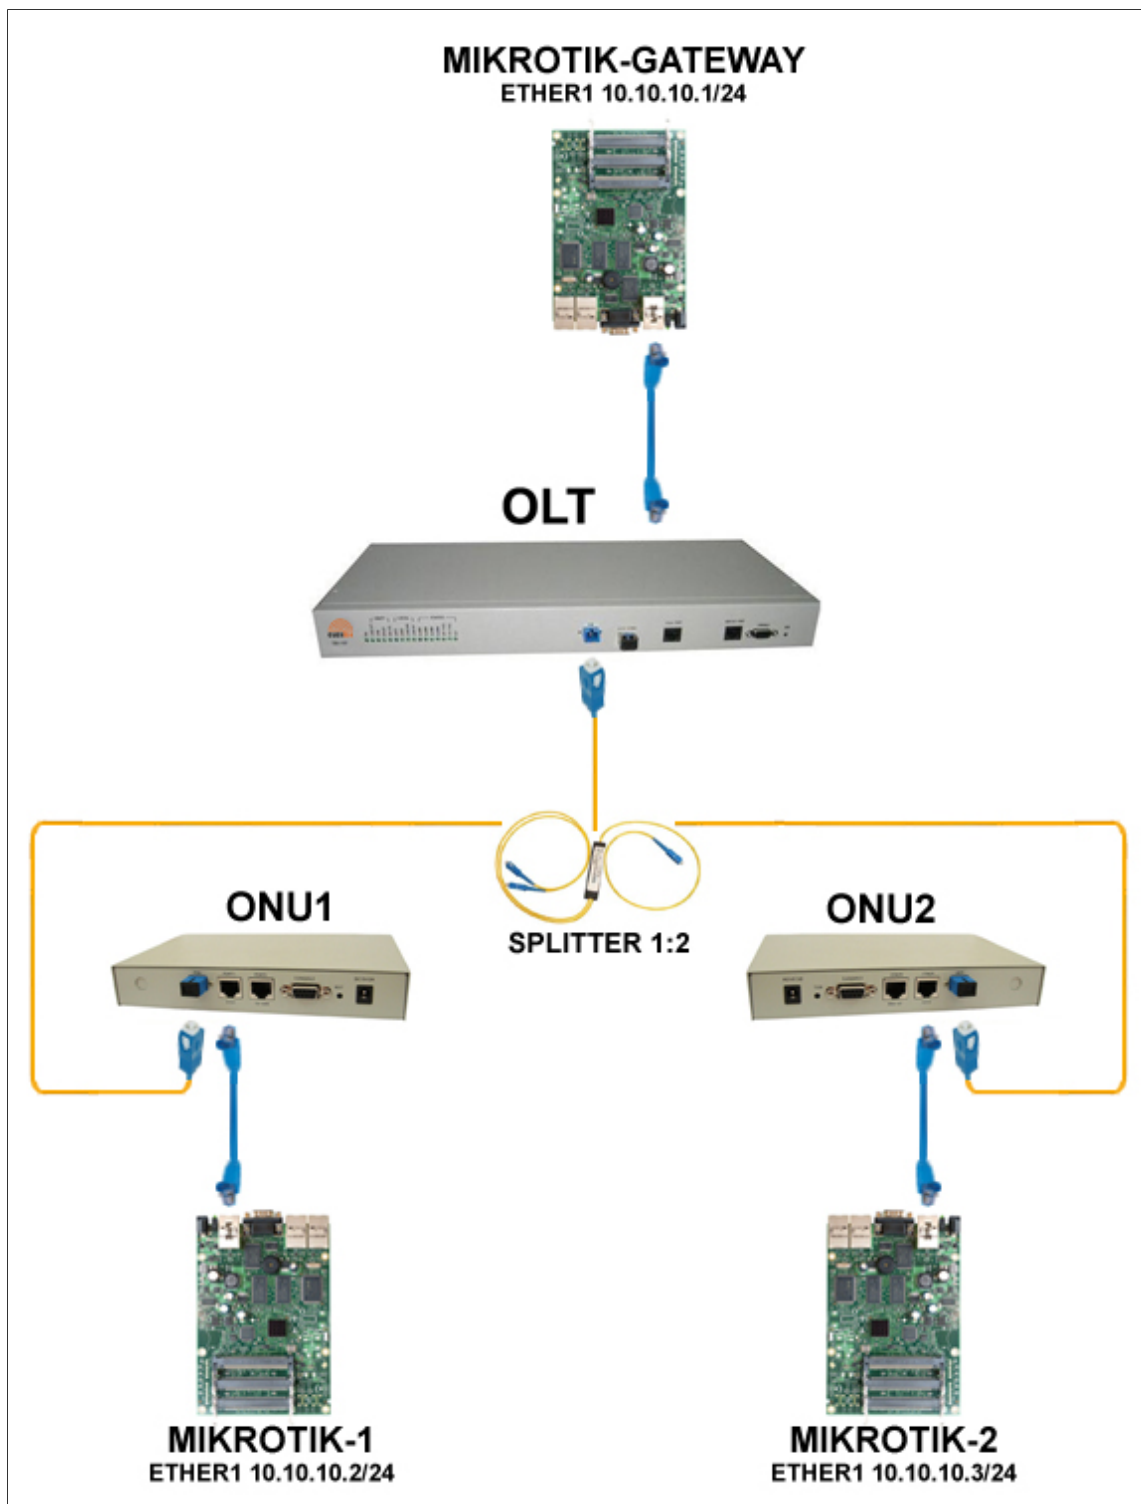 MIKROTIK-GATEWAY
ETHER1 10.10.10.1/24
OLT
ONU1
ONU2
SPLITTER 1:2
MIKROTIK-1
ETHER1 10.10.10.2/24
MIKROTIK-2
ETHER1 10.10.10.3/24